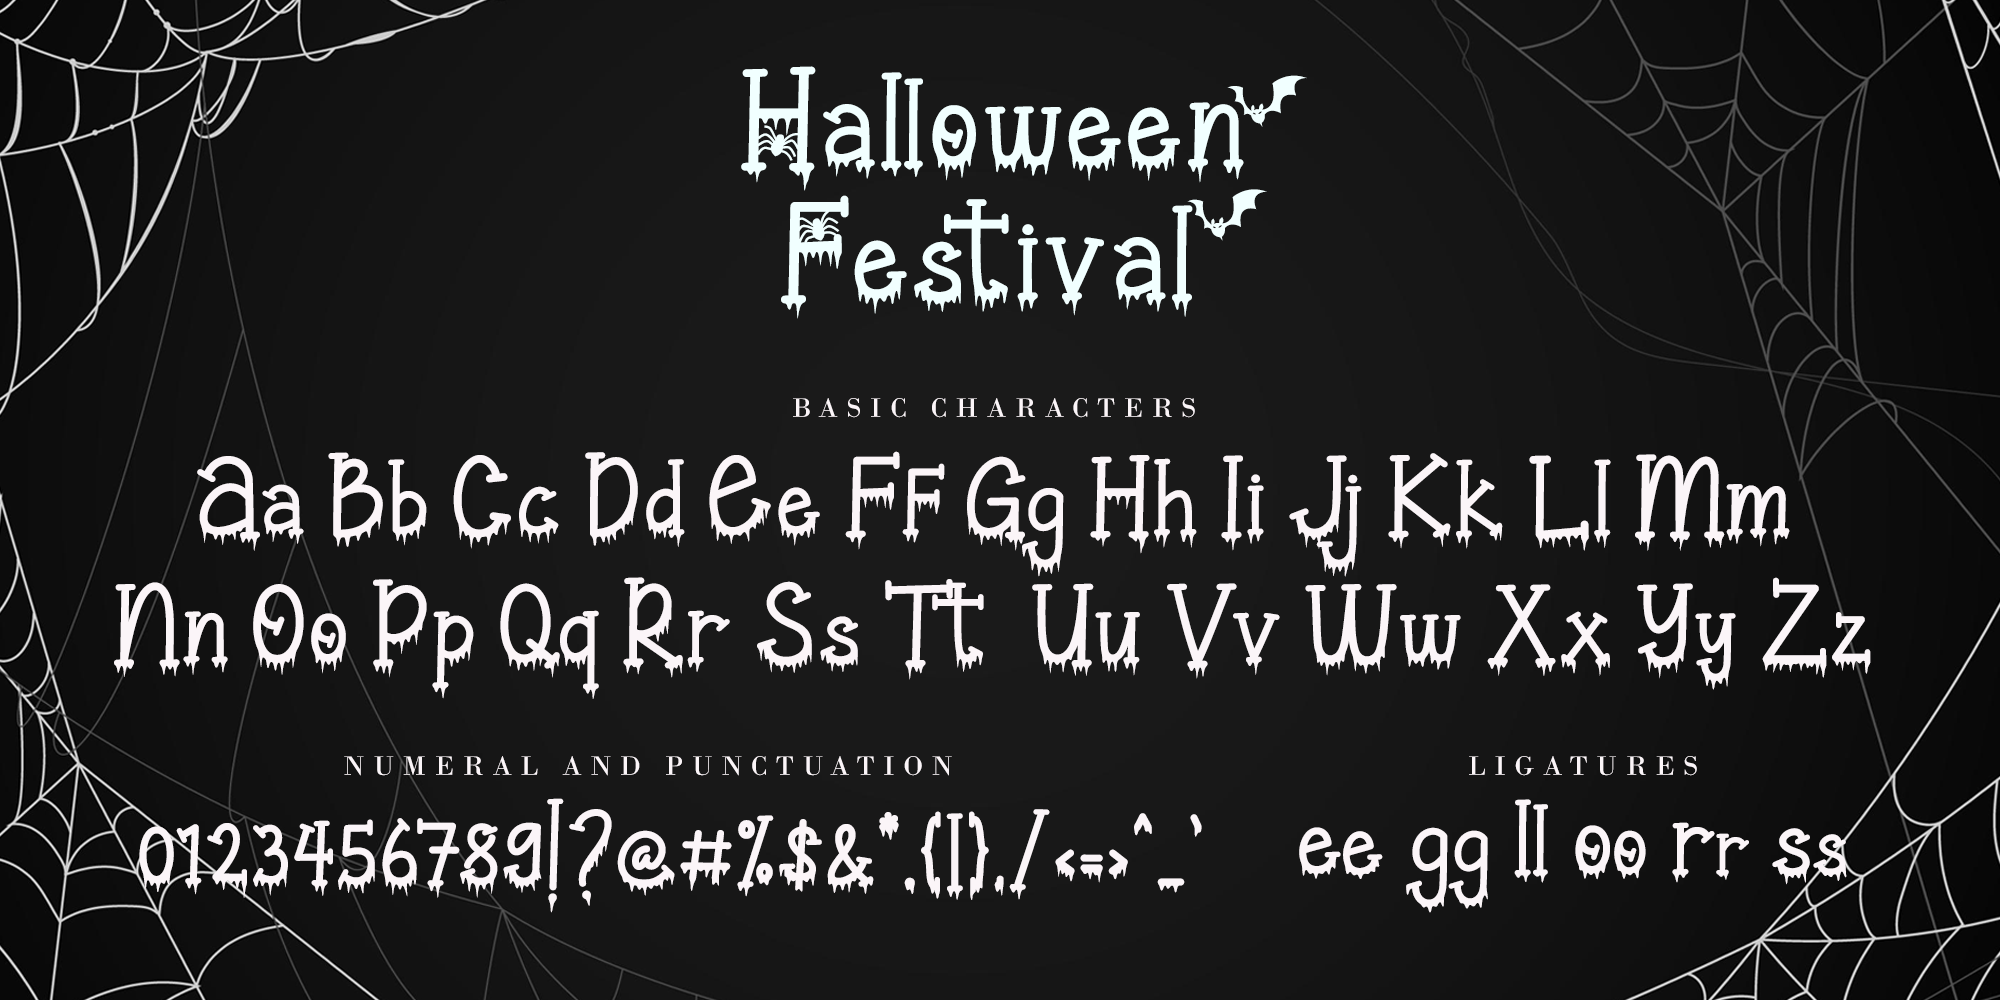 Halloween
Festival
BASIC CHARACTERS
Aa Bb Cc Dd Ee Ff Gg Hh Ii Jj Kk Ll Mm
Nn Oo Pp Qq Rr Ss Tt Uu Vv Ww Xx Yy Zz
NUMERAL AND PUNCTUATION
0123456789!?@#%$&*.{[]},/<=>^_'
LIGATURES
ee gg ll oo rr ss